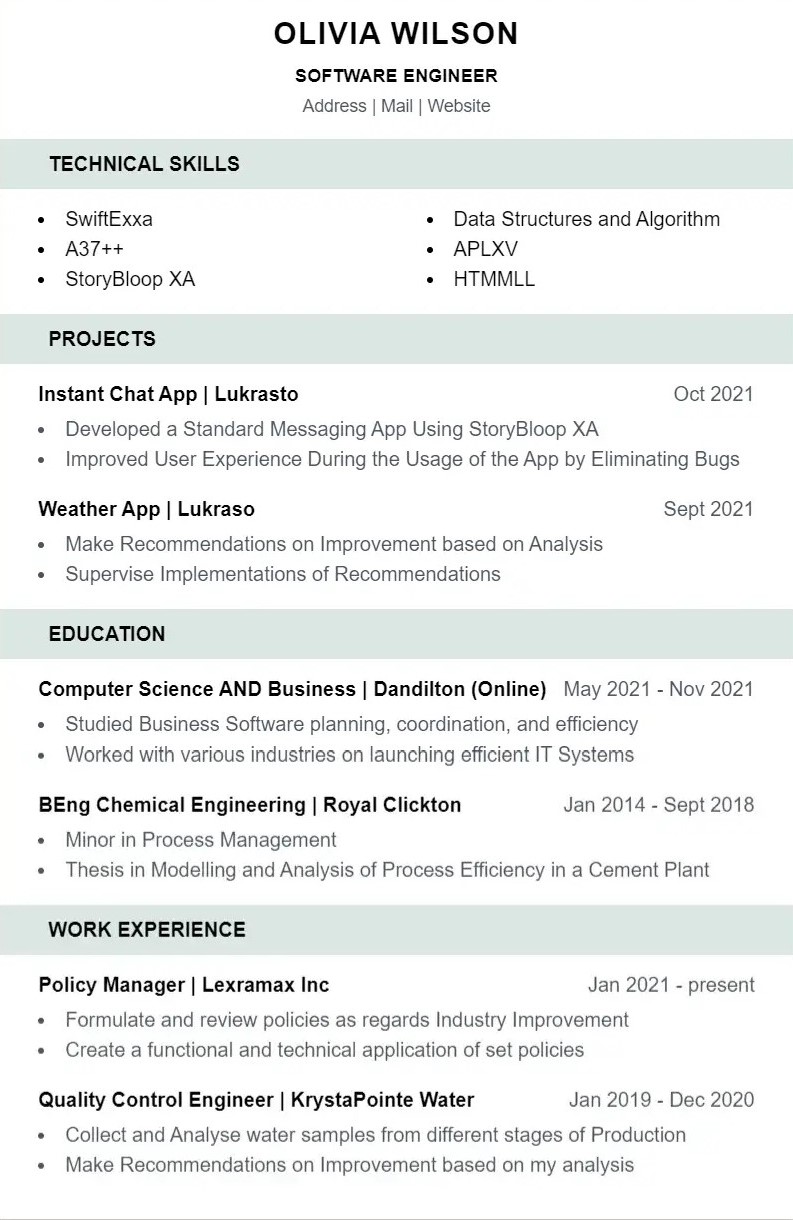 OLIVIA WILSON
SOFTWARE ENGINEER
Address | Mail | Website
TECHNICAL SKILLS
SwiftExxa
A37++
StoryBloop XA
Data Structures and Algorithm
APLXV
HTMMLL
PROJECTS
Instant Chat App | Lukrasto Oct 2021
Developed a Standard Messaging App Using StoryBloop XA
Improved User Experience During the Usage of the App by Eliminating Bugs
Weather App | Lukraso Sept 2021
Make Recommendations on Improvement based on Analysis
Supervise Implementations of Recommendations
EDUCATION
Computer Science AND Business | Dandilton (Online) May 2021 - Nov 2021
Studied Business Software planning, coordination, and efficiency
Worked with various industries on launching efficient IT Systems
BEng Chemical Engineering | Royal Clickton Jan 2014 - Sept 2018
Minor in Process Management
Thesis in Modelling and Analysis of Process Efficiency in a Cement Plant
WORK EXPERIENCE
Policy Manager | Lexramax Inc Jan 2021 - present
Formulate and review policies as regards Industry Improvement
Create a functional and technical application of set policies
Quality Control Engineer | KrystaPointe Water Jan 2019 - Dec 2020
Collect and Analyse water samples from different stages of Production
Make Recommendations on Improvement based on my analysis